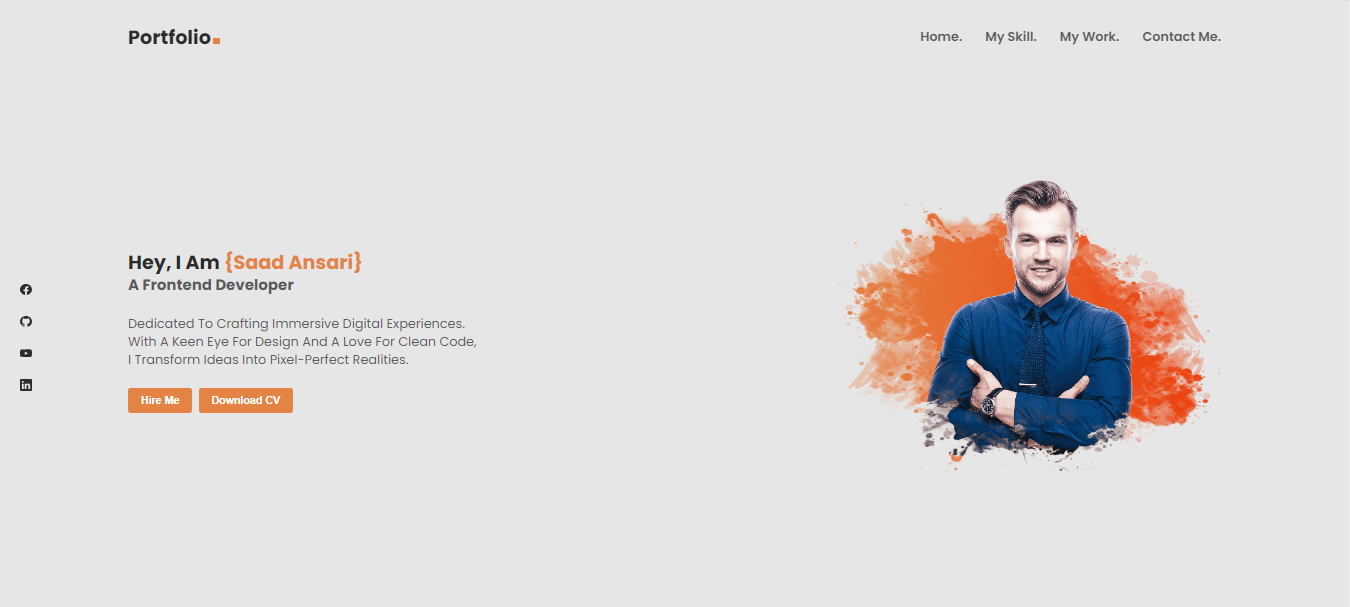 Portfolio
Home. My Skill. My Work. Contact Me.
Hey, I Am {Saad Ansari}
A Frontend Developer
Dedicated To Crafting Immersive Digital Experiences.
With A Keen Eye For Design And A Love For Clean Code,
I Transform Ideas Into Pixel-Perfect Realities.
Hire Me Download CV